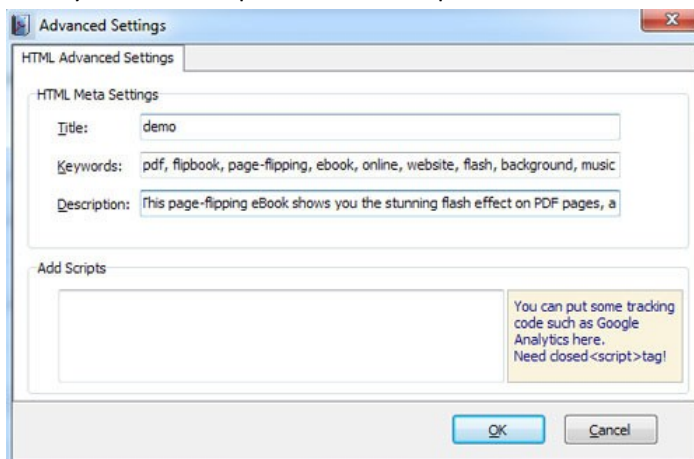 Advanced Settings
HTML Advanced Settings
HTML Meta Settings
Title: demo
Keywords: pdf, flipbook, page-flipping, ebook, online, website, flash, background, music
Description: This page-flipping eBook shows you the stunning flash effect on PDF pages, a
Add Scripts
You can put some tracking
code such as Google
Analytics here.
Need closed<script>tag!
OK Cancel